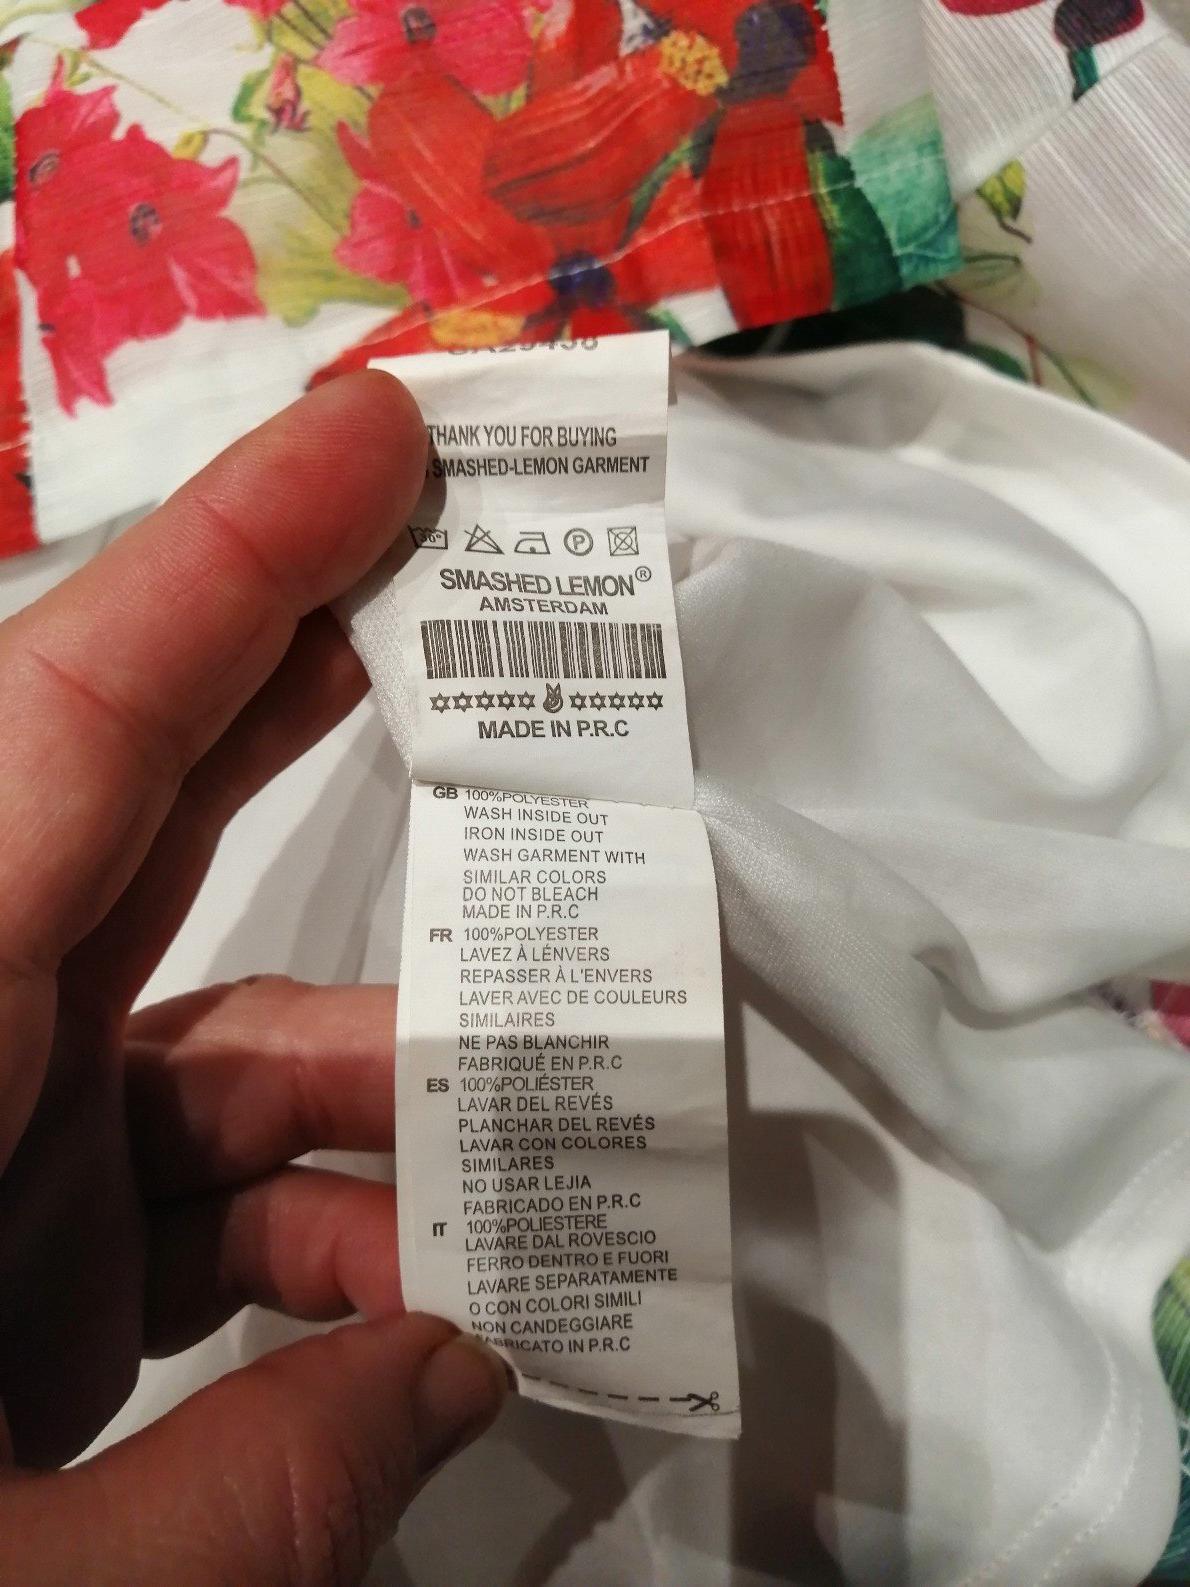 THANK YOU FOR BUYING
SMASHED-LEMON GARMENT
30°
P
SMASHED LEMON®
AMSTERDAM
MADE IN P.R.C
GB 100%POLYESTER
WASH INSIDE OUT
IRON INSIDE OUT
WASH GARMENT WITH
SIMILAR COLORS
DO NOT BLEACH
MADE IN P.R.C
FR 100%POLYESTER
LAVEZ À LÉNVERS
REPASSER À L'ENVERS
LAVER AVEC DE COULEURS
SIMILAIRES
NE PAS BLANCHIR
FABRIQUÉ EN P.R.C
ES 100%POLIÉSTER
LAVAR DEL REVÉS
PLANCHAR DEL REVÉS
LAVAR CON COLORES
SIMILARES
NO USAR LEJIA
FABRICADO EN P.R.C
IT 100%POLIESTERE
LAVARE DAL ROVESCIO
FERRO DENTRO E FUORI
LAVARE SEPARATAMENTE
O CON COLORI SIMILI
NON CANDEGGIARE
FABRICATO IN P.R.C